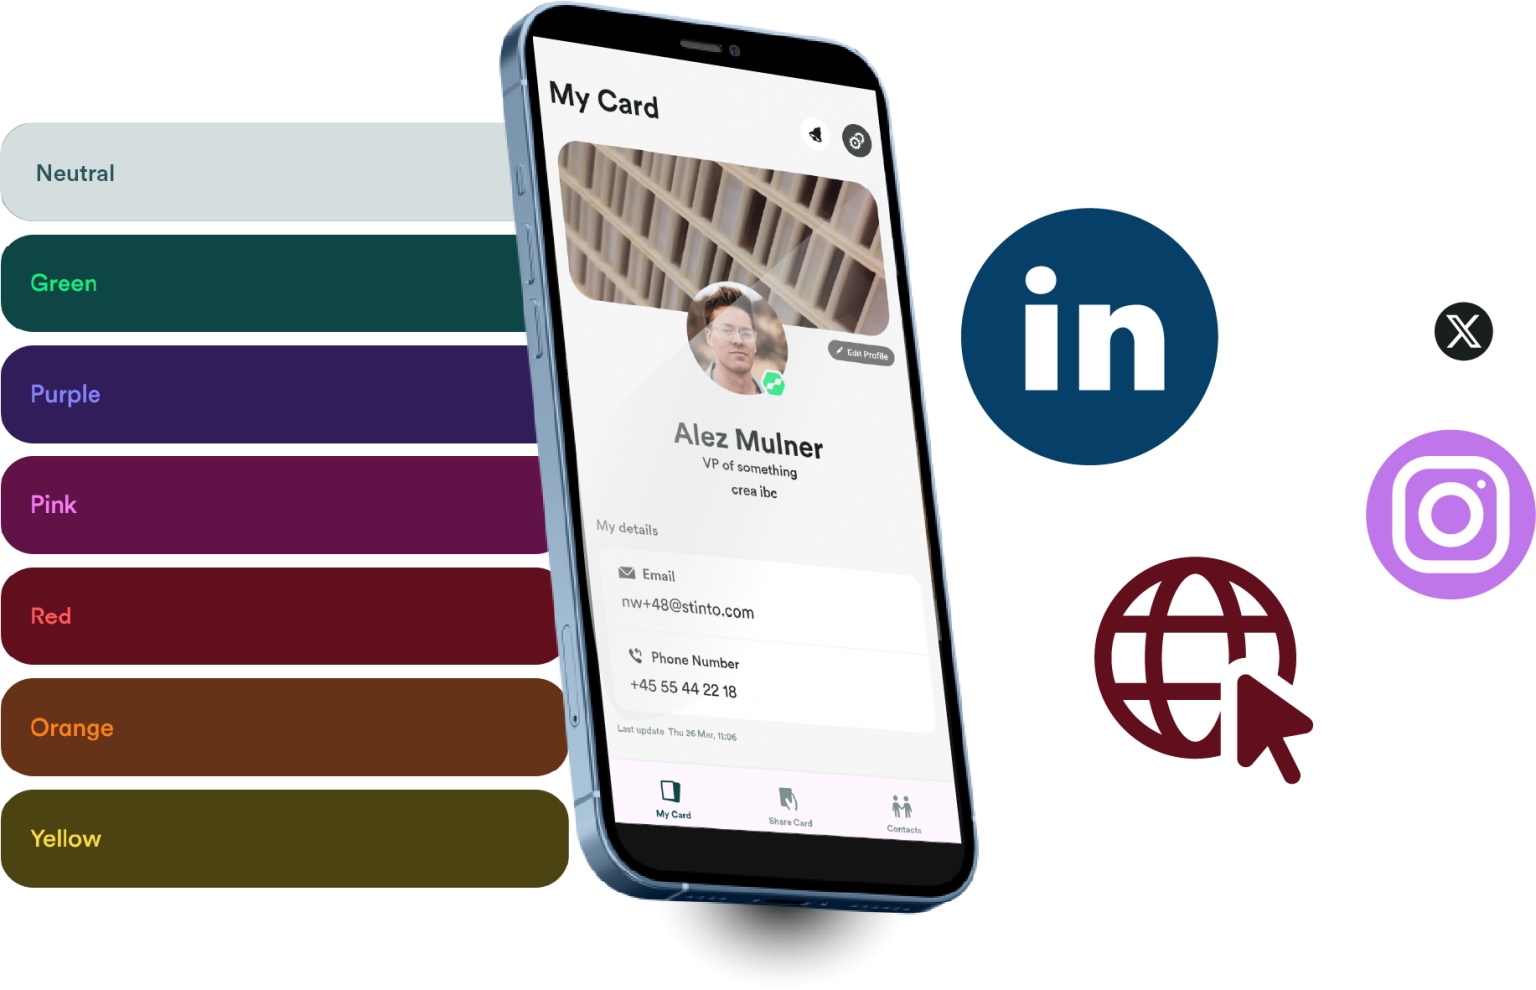 Neutral
Green
Purple
Pink
Red
Orange
Yellow
My Card
Edit Profile
Alez Mulner
VP of something
crea ibc
My details
Email
nw+48@stinto.com
Phone Number
+45 55 44 22 18
Last update Thu 26 Mar, 11:06
My Card
Share Card
Contacts
in
X